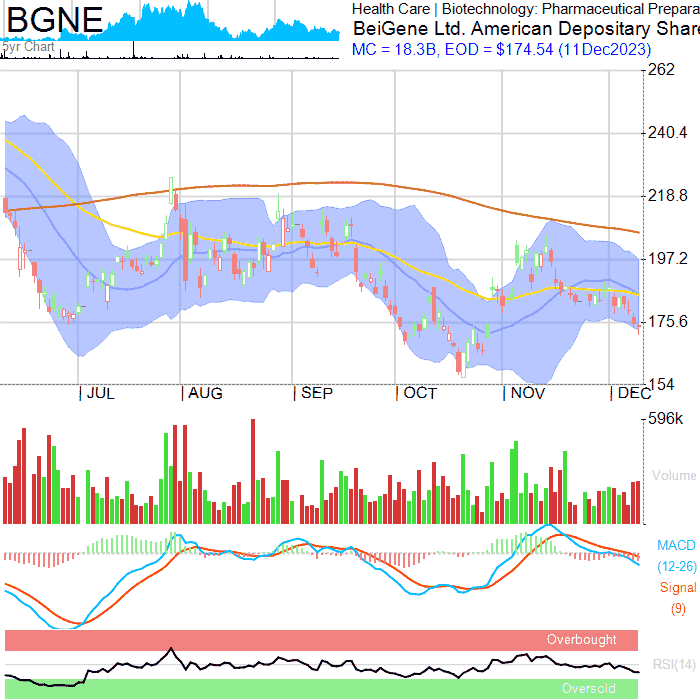 BGNE
5yr Chart
Health Care | Biotechnology: Pharmaceutical Prepara
BeiGene Ltd. American Depositary Share
MC = 18.3B, EOD = $174.54 (11Dec2023)
262
240.4
218.8
197.2
175.6
154
JUL
AUG
SEP
OCT
NOV
DEC
596k
Volume
MACD
(12-26)
Signal
(9)
Overbought
RSI(14)
Oversold